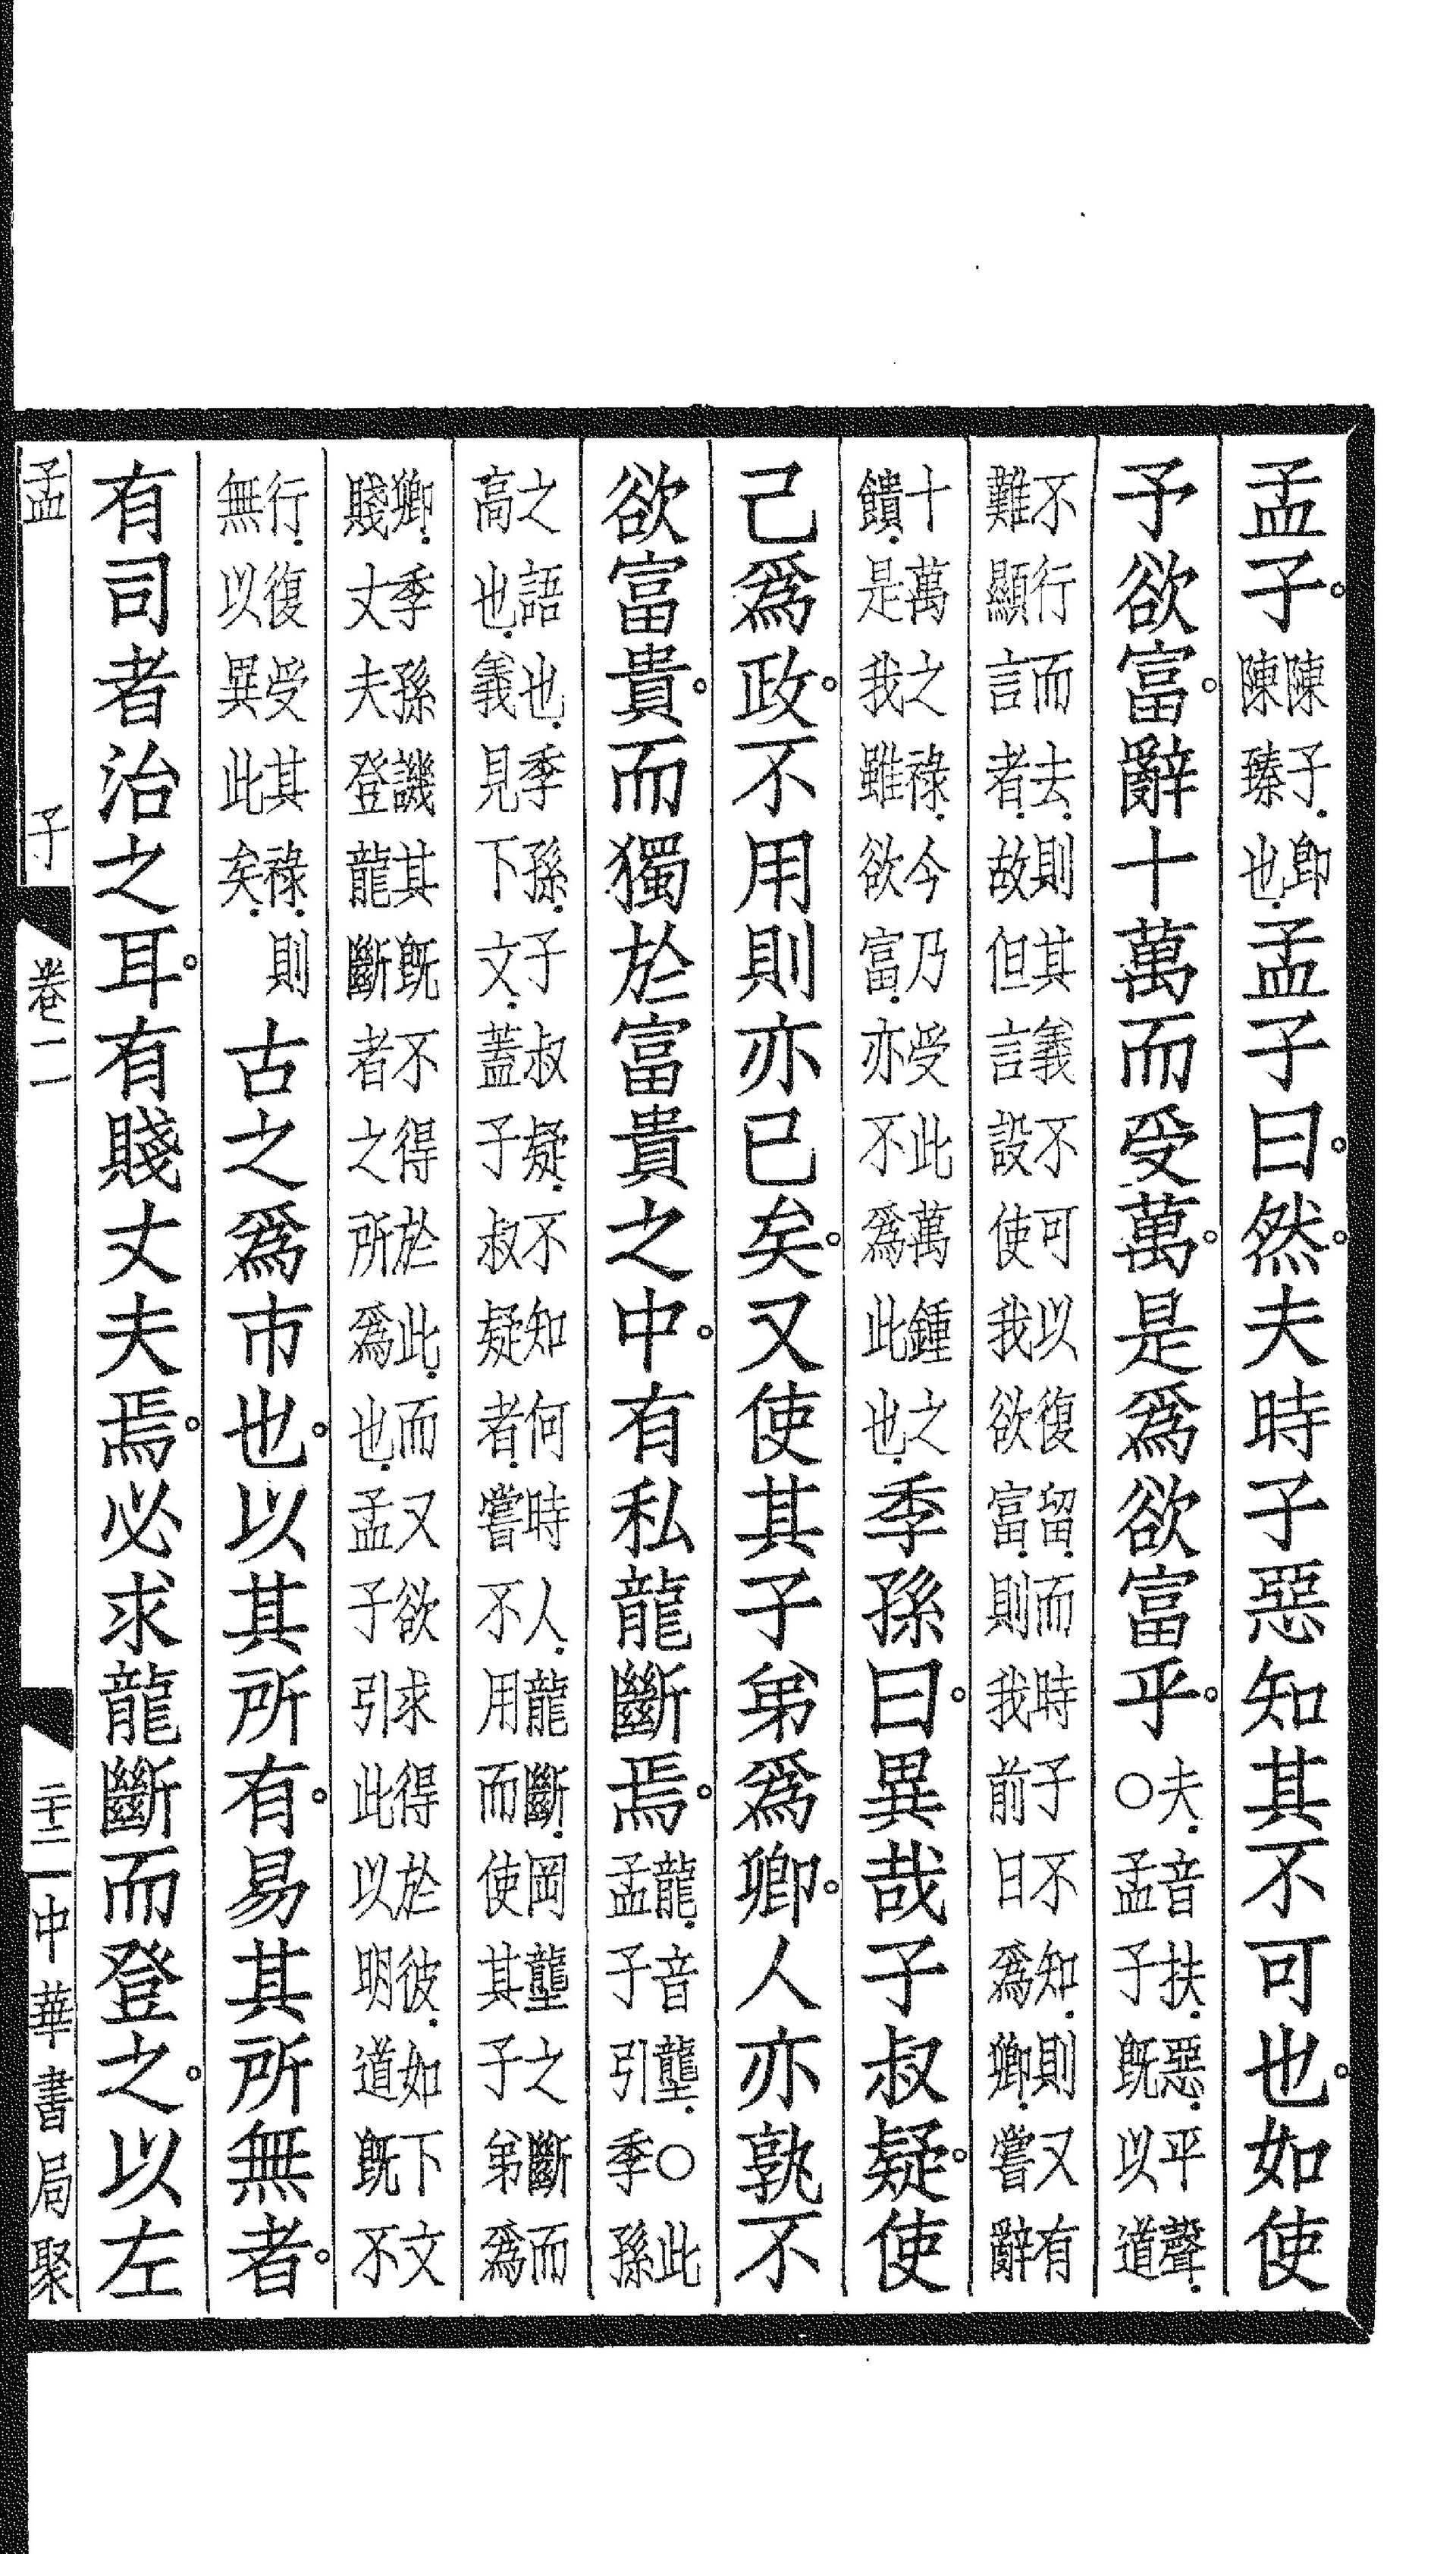 孟子。陳子.卽陳臻也.孟子曰。然。夫時子惡知其不可也。如使
予欲富。辭十萬而受萬。是爲欲富乎。夫.音扶.惡.平聲.○孟子旣以道
不行而去.則其義不可以復留.而時子不知.則又有難顯言者.故但言設使我欲富.則我前日爲卿.嘗辭
十萬之祿.今乃受此萬鍾之饋.是我雖欲富.亦不爲此也.季孫曰。異哉子叔疑。使
己爲政。不用則亦已矣。又使其子弟爲卿。人亦孰不
欲富貴。而獨於富貴之中。有私龍斷焉。龍.音壟.○此孟子引季孫
之語也.季孫.子叔疑.不知何時人.龍斷.岡壟之斷而高也.義見下文.蓋子叔疑者.嘗不用而使其子弟爲
卿.季孫譏其旣不得於此.而又欲求得於彼.如下文賤丈夫登龍斷者之所爲也.孟子引此以明道旣不
行.復受其祿.則無以異此矣.古之爲市也。以其所有。易其所無者。
有司者治之耳。有賤丈夫焉。必求龍斷而登之。以左
孟子 卷二 二十二 中華書局聚